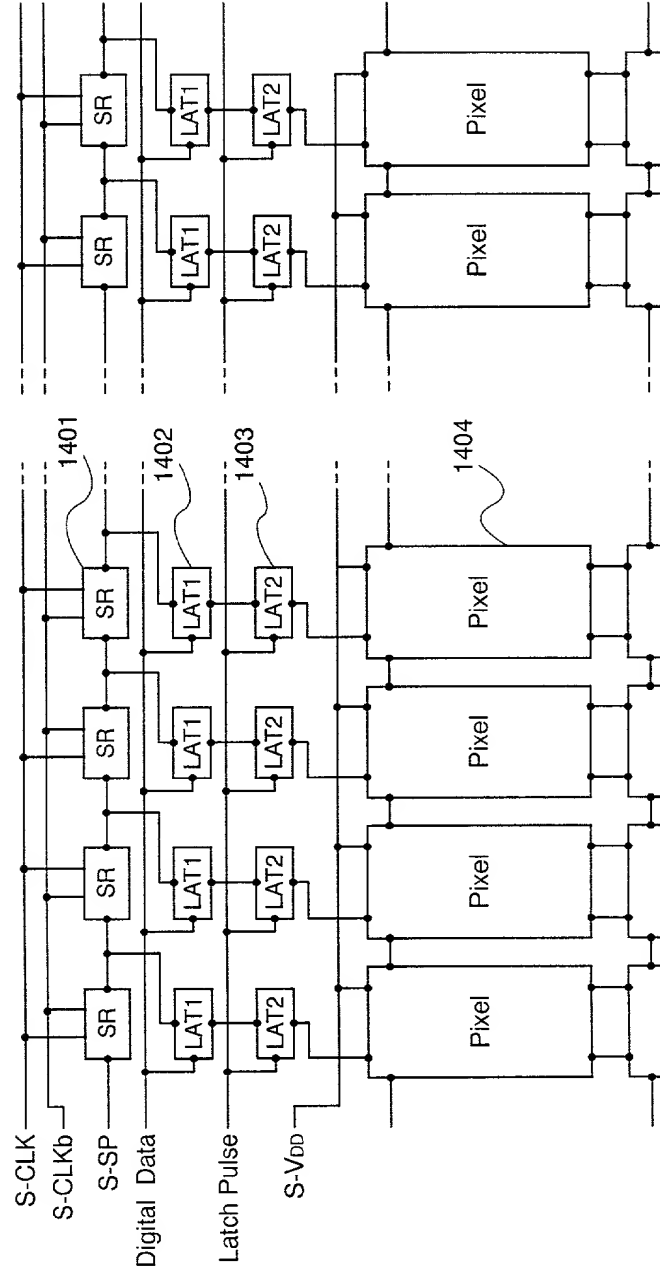 S-CLK
S-CLKb
S-SP
Digital Data
Latch Pulse
S-VDD
SR SR SR SR SR SR
1401
LAT1 LAT1 LAT1 LAT1 LAT1 LAT1
1402
LAT2 LAT2 LAT2 LAT2 LAT2 LAT2
1403
Pixel Pixel Pixel Pixel Pixel Pixel
1404